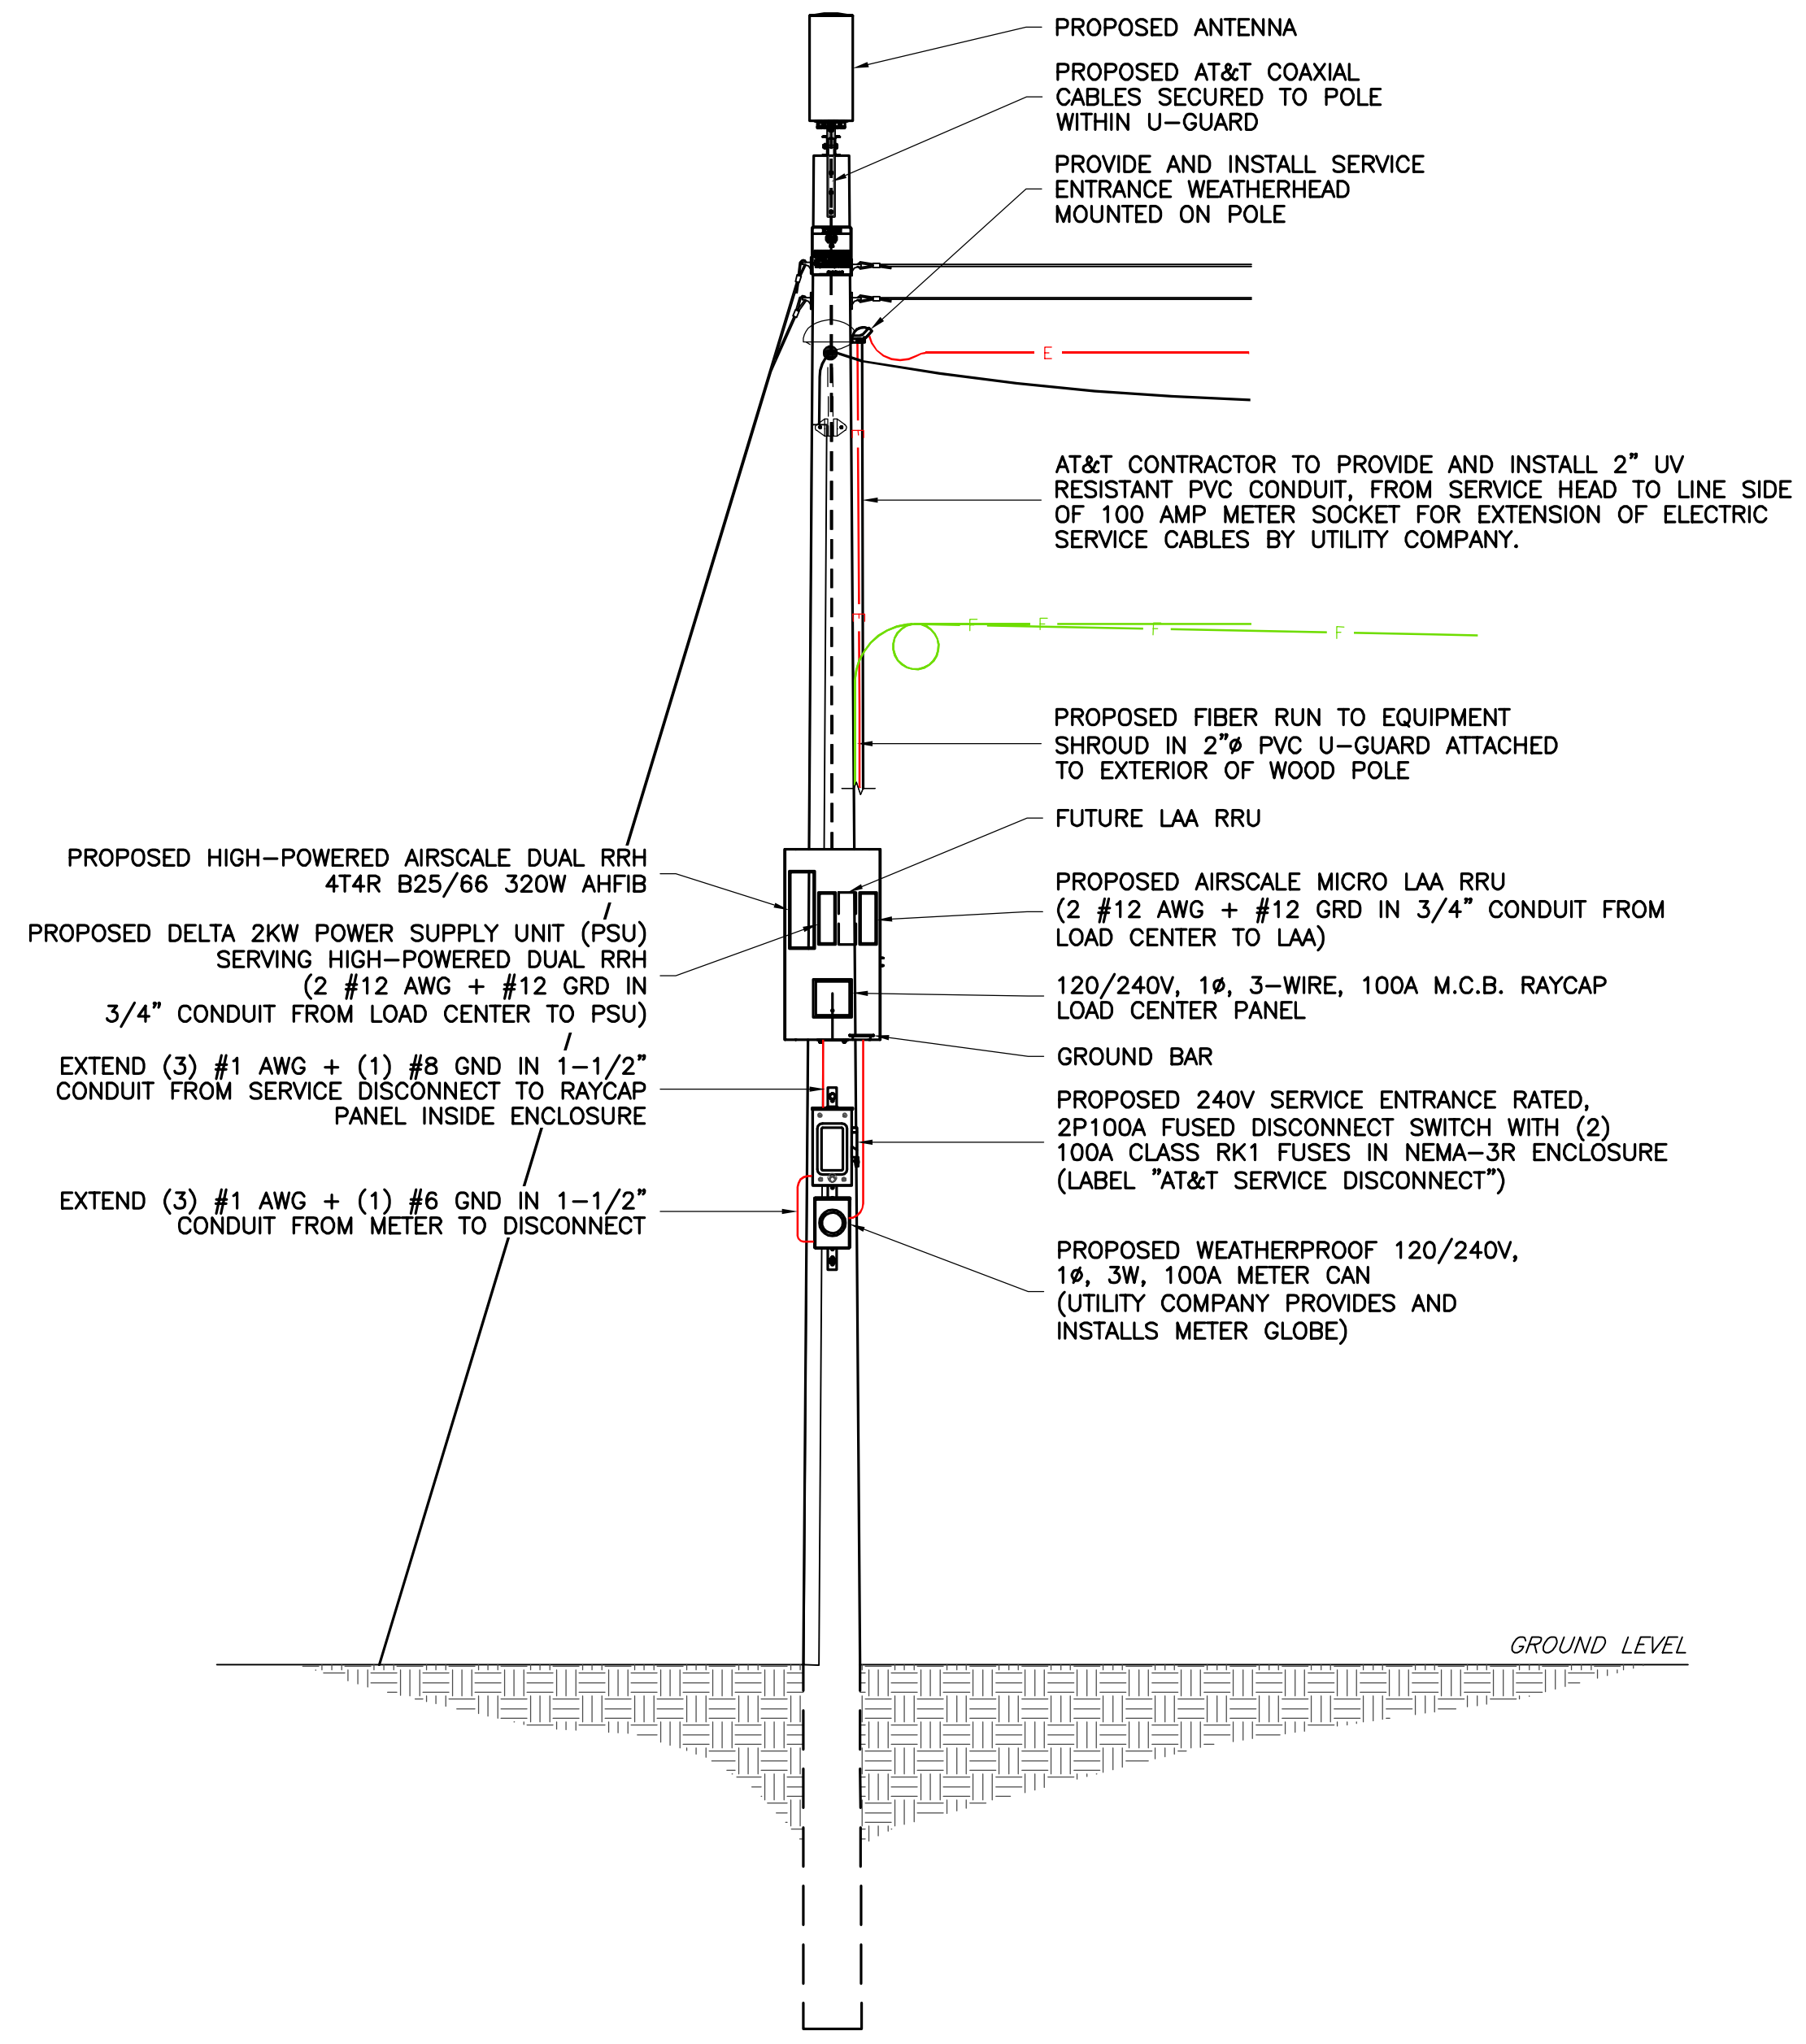 PROPOSED ANTENNA
PROPOSED AT&T COAXIAL
CABLES SECURED TO POLE
WITHIN U-GUARD
PROVIDE AND INSTALL SERVICE
ENTRANCE WEATHERHEAD
MOUNTED ON POLE
E
AT&T CONTRACTOR TO PROVIDE AND INSTALL 2" UV
RESISTANT PVC CONDUIT, FROM SERVICE HEAD TO LINE SIDE
OF 100 AMP METER SOCKET FOR EXTENSION OF ELECTRIC
SERVICE CABLES BY UTILITY COMPANY.
E
E
F F F F
PROPOSED FIBER RUN TO EQUIPMENT
SHROUD IN 2"ø PVC U-GUARD ATTACHED
TO EXTERIOR OF WOOD POLE
FUTURE LAA RRU
PROPOSED HIGH-POWERED AIRSCALE DUAL RRH
4T4R B25/66 320W AHFIB
PROPOSED AIRSCALE MICRO LAA RRU
(2 #12 AWG + #12 GRD IN 3/4" CONDUIT FROM
LOAD CENTER TO LAA)
PROPOSED DELTA 2KW POWER SUPPLY UNIT (PSU)
SERVING HIGH-POWERED DUAL RRH
(2 #12 AWG + #12 GRD IN
3/4" CONDUIT FROM LOAD CENTER TO PSU)
120/240V, 1ø, 3-WIRE, 100A M.C.B. RAYCAP
LOAD CENTER PANEL
GROUND BAR
EXTEND (3) #1 AWG + (1) #8 GND IN 1-1/2"
CONDUIT FROM SERVICE DISCONNECT TO RAYCAP
PANEL INSIDE ENCLOSURE
PROPOSED 240V SERVICE ENTRANCE RATED,
2P100A FUSED DISCONNECT SWITCH WITH (2)
100A CLASS RK1 FUSES IN NEMA-3R ENCLOSURE
(LABEL "AT&T SERVICE DISCONNECT")
EXTEND (3) #1 AWG + (1) #6 GND IN 1-1/2"
CONDUIT FROM METER TO DISCONNECT
PROPOSED WEATHERPROOF 120/240V,
1ø, 3W, 100A METER CAN
(UTILITY COMPANY PROVIDES AND
INSTALLS METER GLOBE)
GROUND LEVEL